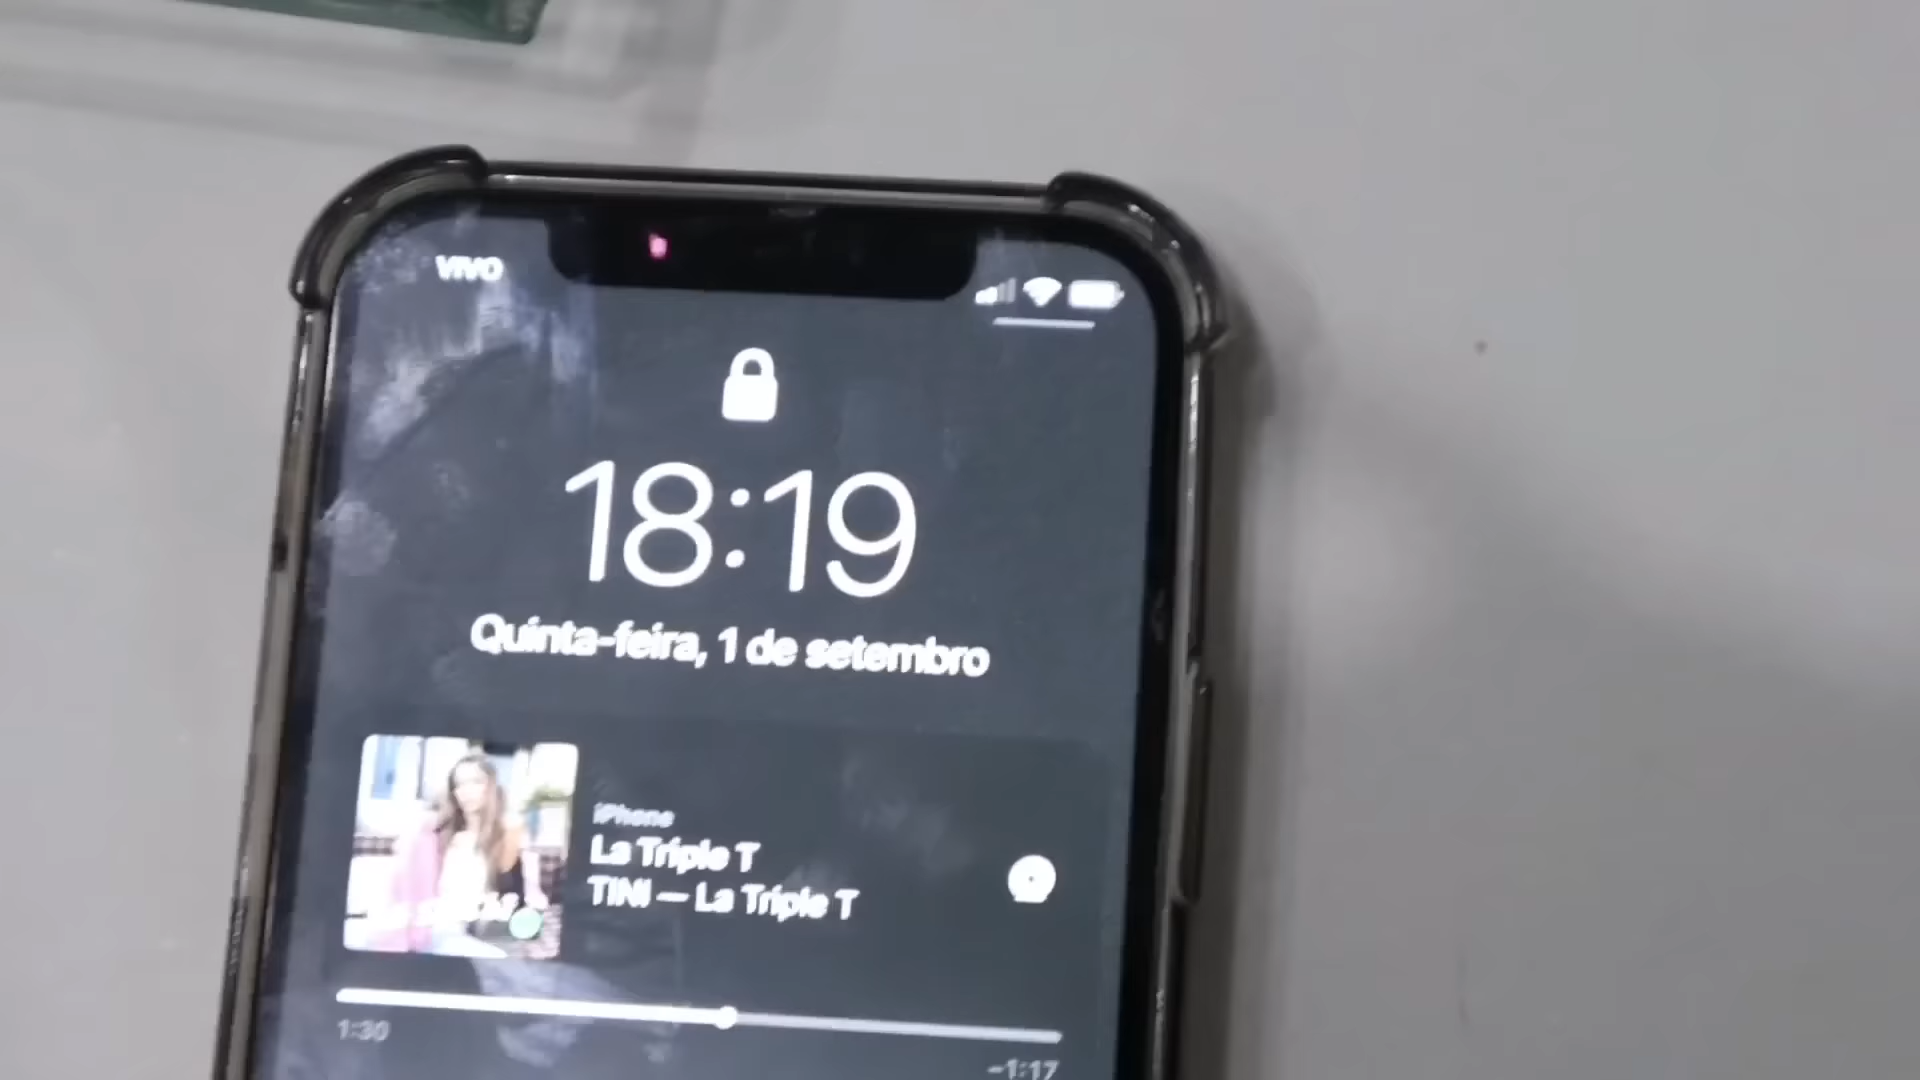 VIVO
18:19
Quinta-feira, 1 de setembro
iPhone
La Triple T
TINI — La Triple T
1:30
-1:17